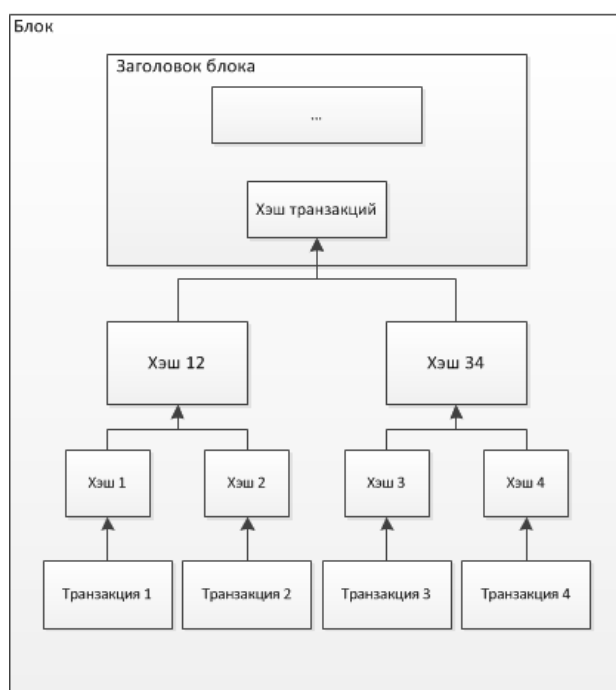 Блок
Заголовок блока
...
Хэш транзакций
Хэш 12
Хэш 34
Хэш 1
Хэш 2
Хэш 3
Хэш 4
Транзакция 1
Транзакция 2
Транзакция 3
Транзакция 4